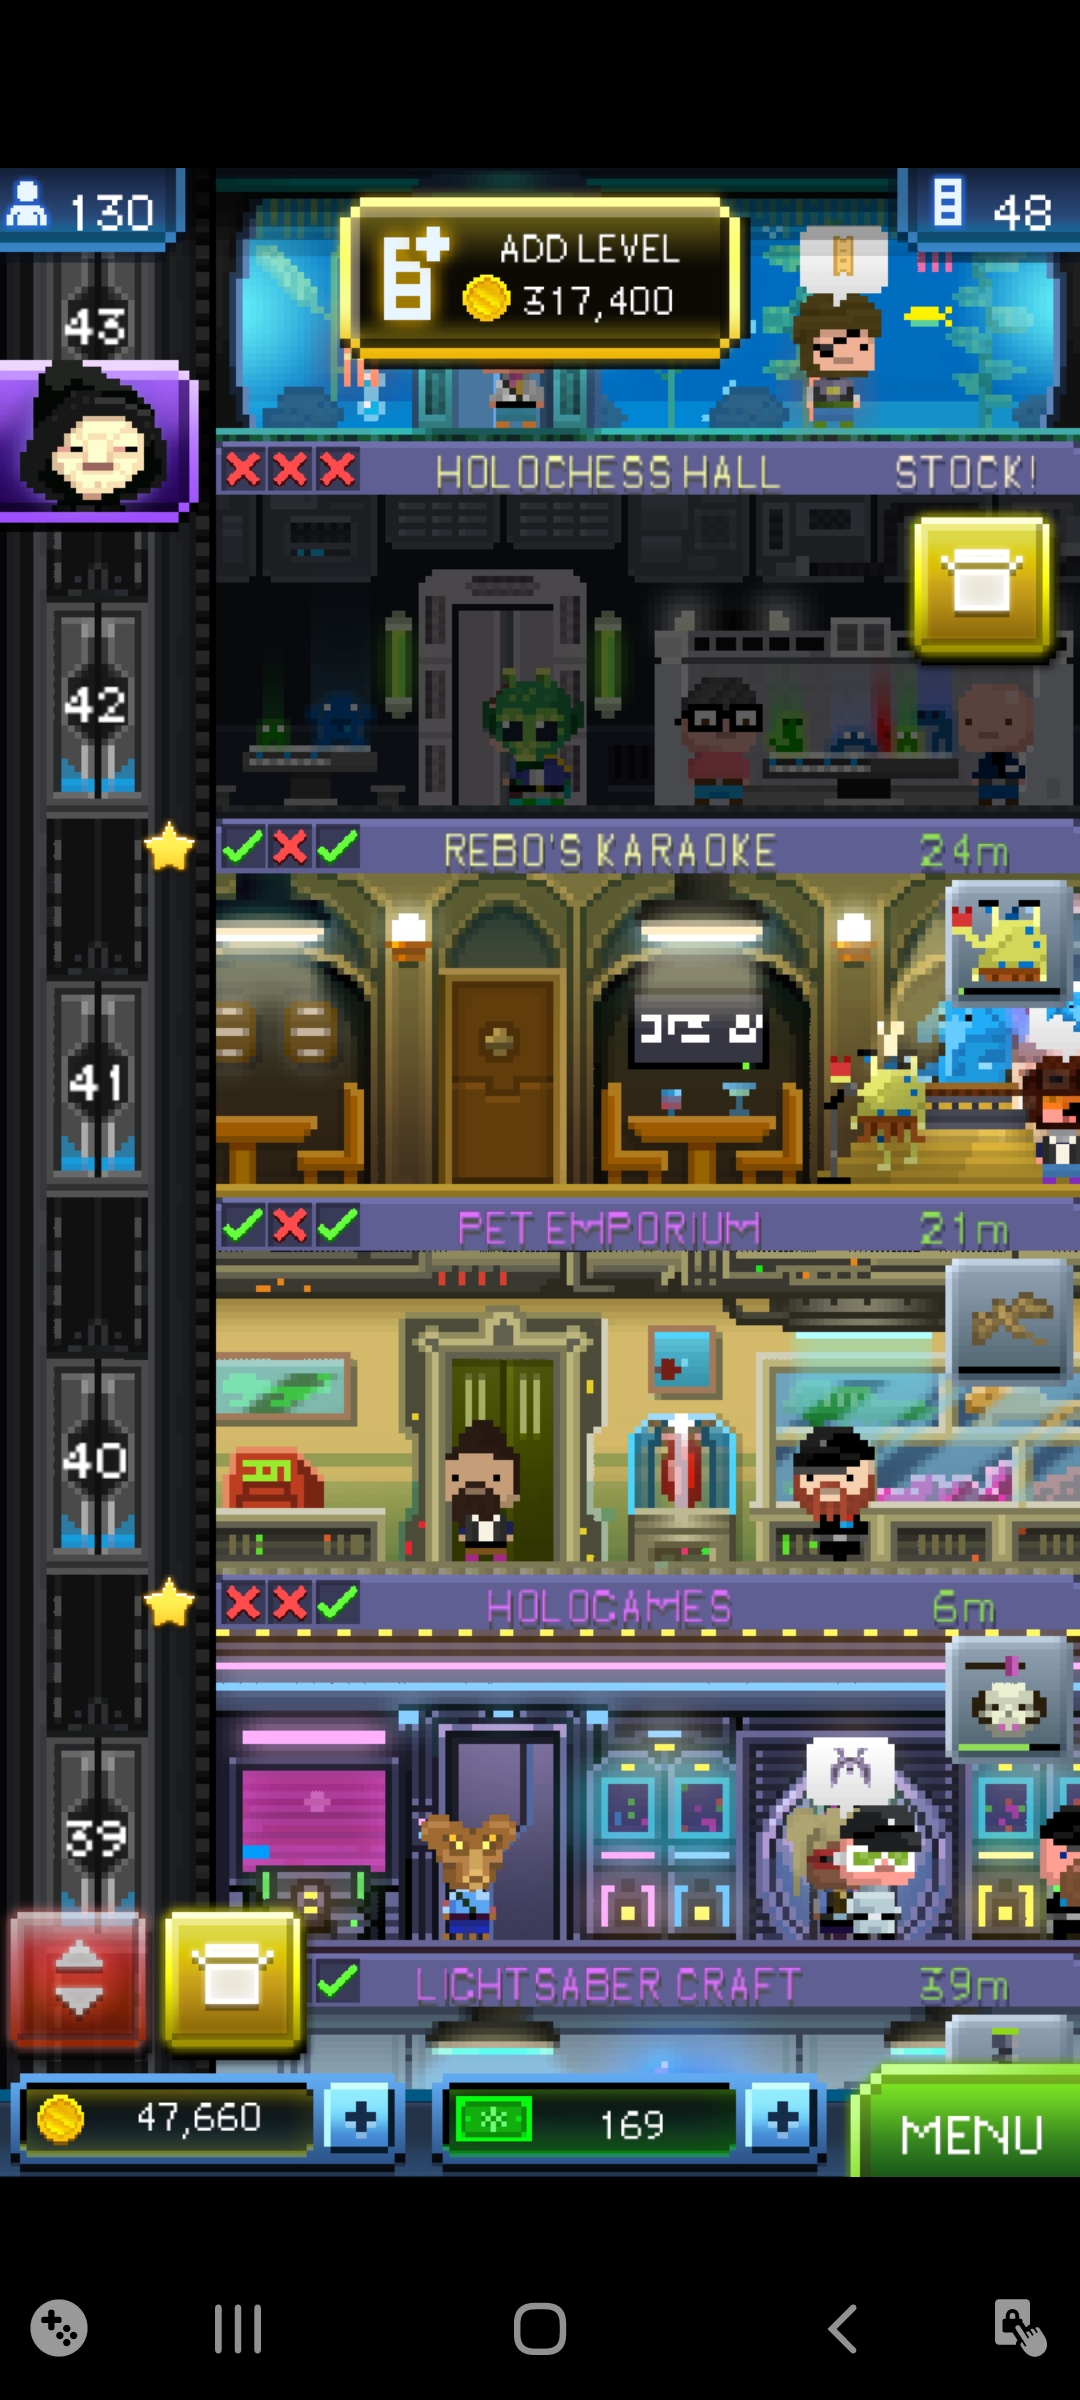 130
48
ADD LEVEL
317,400
43
HOLOCHESS HALL
STOCK!
42
REBO'S KARAOKE
24m
41
PET EMPORIUM
21m
40
HOLOGAMES
6m
39
LIGHTSABER CRAFT
39m
47,660
169
MENU